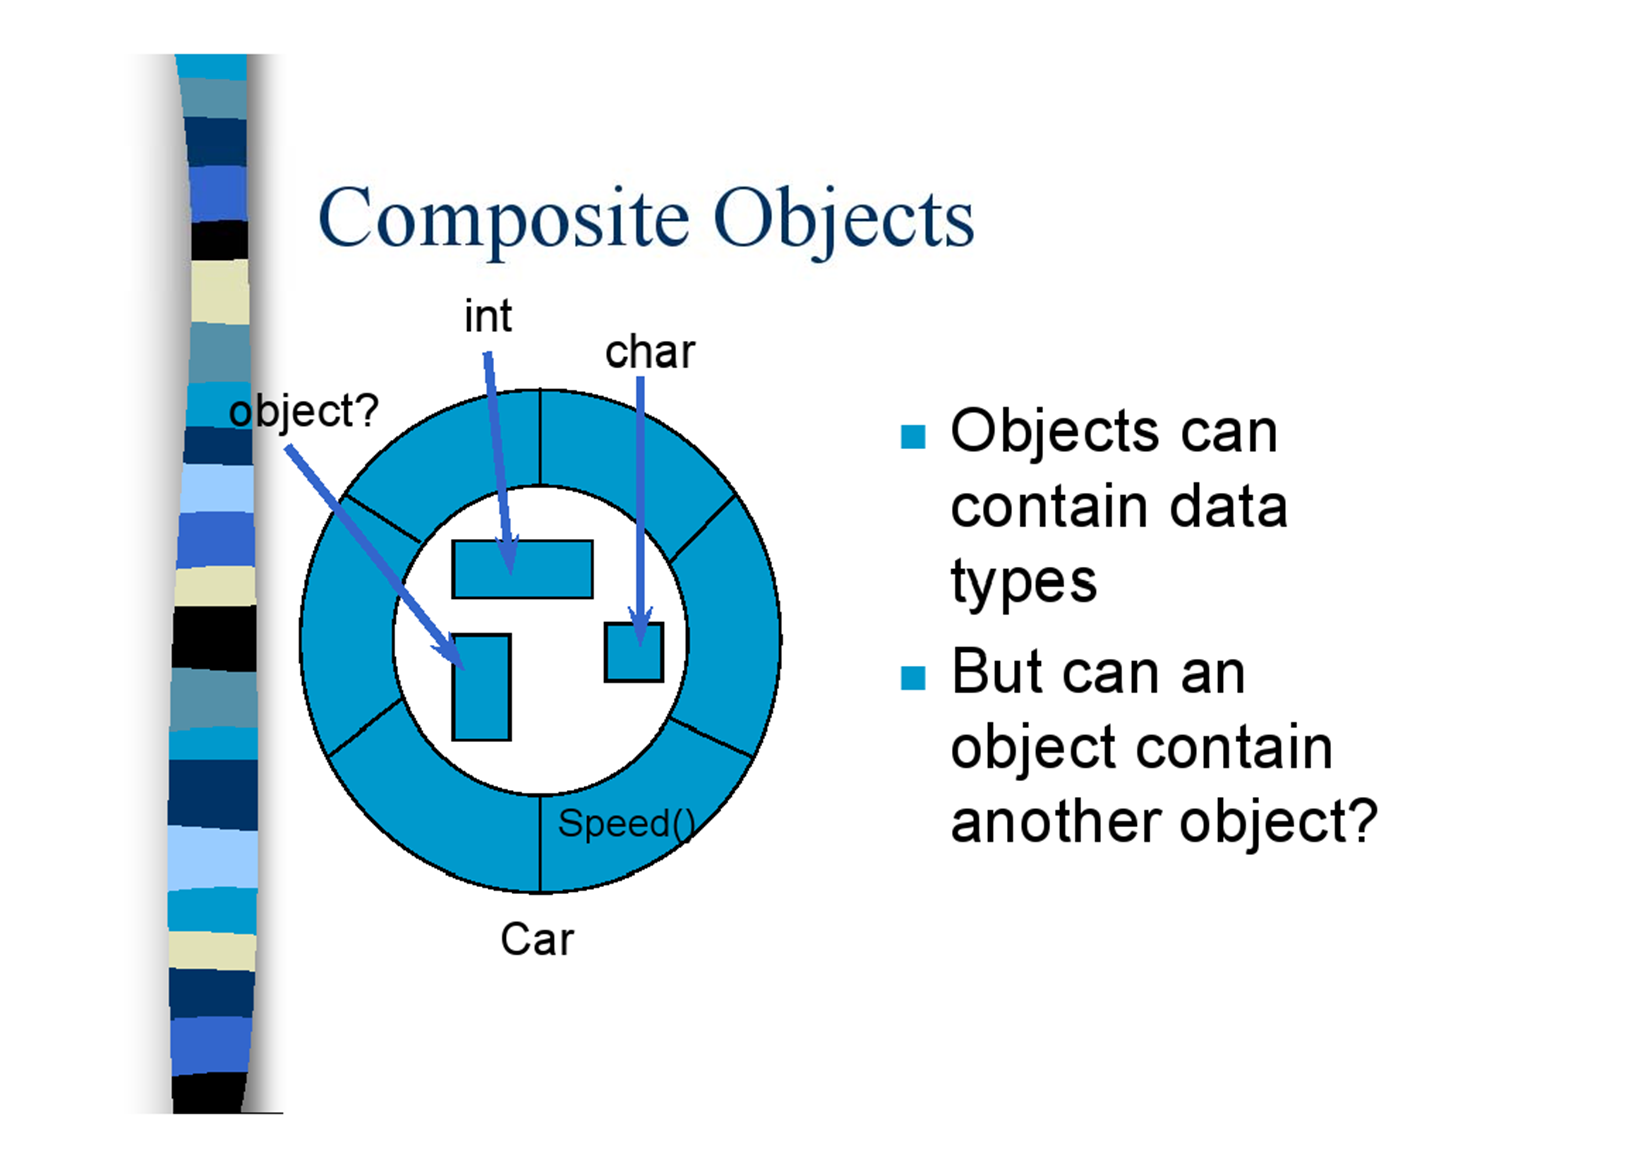 Composite Objects
int
char
object?
Speed()
Car
Objects can
contain data
types
But can an
object contain
another object?